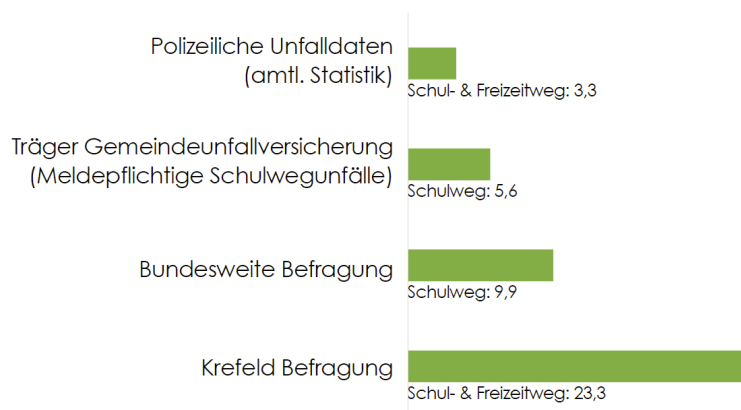 Polizeiliche Unfalldaten
(amtl. Statistik)
Schul- & Freizeitweg: 3,3
Träger Gemeindeunfallversicherung
(Meldepflichtige Schulwegunfälle)
Schulweg: 5,6
Bundesweite Befragung
Schulweg: 9,9
Krefeld Befragung
Schul- & Freizeitweg: 23,3